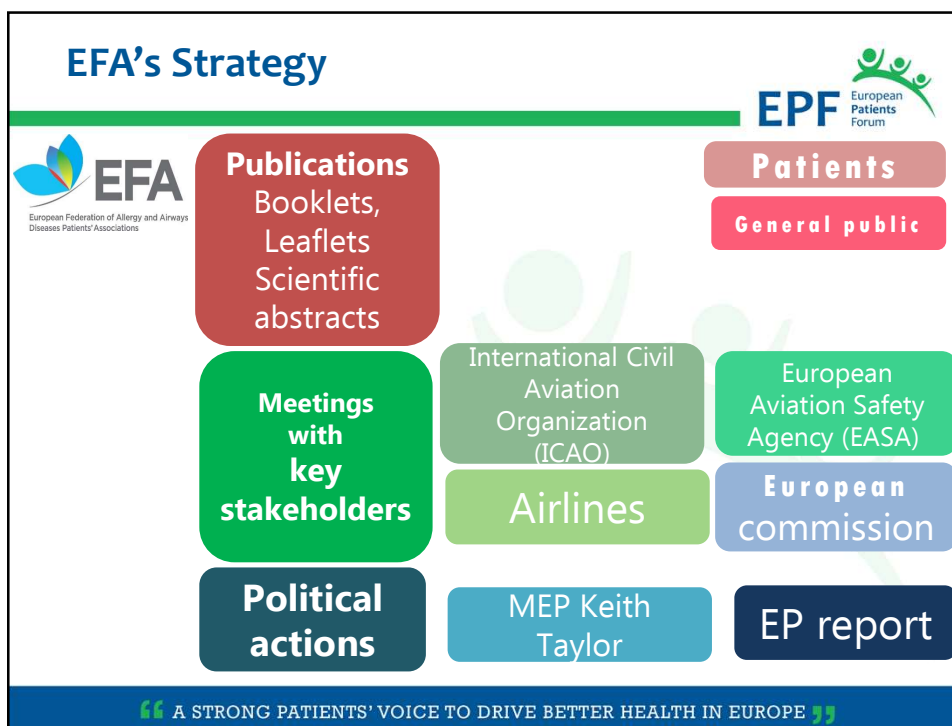 EFA's Strategy
EPF
European
Patients
Forum
EFA
European Federation of Allergy and Airways
Diseases Patients' Associations
Publications
Booklets,
Leaflets
Scientific
abstracts
Patients
General public
Meetings
with
key
stakeholders
International Civil
Aviation
Organization
(ICAO)
European
Aviation Safety
Agency (EASA)
Airlines
European
commission
Political
actions
MEP Keith
Taylor
EP report
“ A STRONG PATIENTS' VOICE TO DRIVE BETTER HEALTH IN EUROPE ”